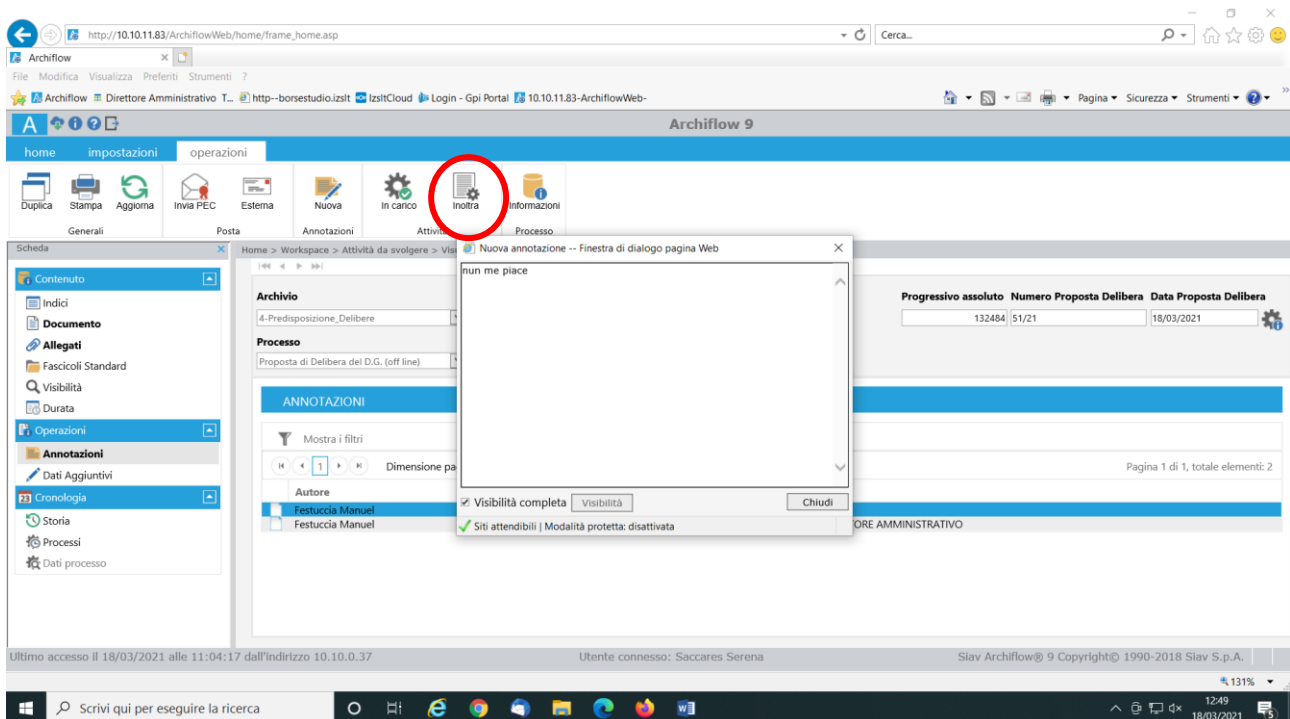 http://10.10.11.83/ArchiflowWeb/home/frame_home.asp
Cerca...
Archiflow
File Modifica Visualizza Preferiti Strumenti ?
Archiflow Direttore Amministrativo T... http--borsestudio.izslt IzsltCloud Login - Gpi Portal 10.10.11.83-ArchiflowWeb-
Pagina Sicurezza Strumenti
A Archiflow 9
home impostazioni operazioni
Duplica Stampa Aggiorna Invia PEC Esterna Nuova In carico Inoltra Informazioni
Generali Posta Annotazioni Attivit Processo
Scheda
Home > Workspace > Attività da svolgere > Vis
Nuova annotazione -- Finestra di dialogo pagina Web
nun me piace
Contenuto
Indici
Documento
Allegati
Fascicoli Standard
Visibilità
Durata
Operazioni
Annotazioni
Dati Aggiuntivi
23 Cronologia
Storia
Processi
Dati processo
Archivio
4-Predisposizione_Delibere
Processo
Proposta di Delibera del D.G. (off line)
Progressivo assoluto Numero Proposta Delibera Data Proposta Delibera
132484 51/21 18/03/2021
ANNOTAZIONI
Mostra i filtri
1 Dimensione pa
Pagina 1 di 1, totale elementi: 2
Autore
Festuccia Manuel
Festuccia Manuel
ORE AMMINISTRATIVO
Visibilità completa Visibilità Chiudi
Siti attendibili | Modalità protetta: disattivata
Ultimo accesso il 18/03/2021 alle 11:04:17 dall'indirizzo 10.10.0.37
Utente connesso: Saccares Serena
Siav Archiflow® 9 Copyright© 1990-2018 Siav S.p.A.
131%
Scrivi qui per eseguire la ricerca
12:49
18/03/2021
5